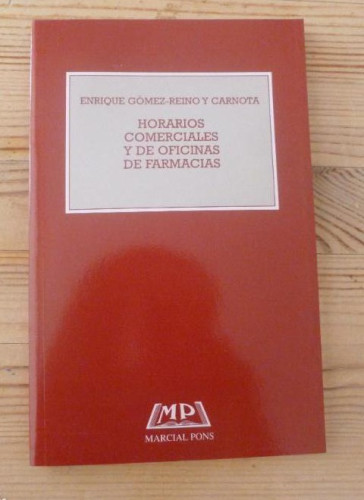 ENRIQUE GÓMEZ-REINO Y CARNOTA
HORARIOS
COMERCIALES
Y DE OFICINAS
DE FARMACIAS
MP
MARCIAL PONS